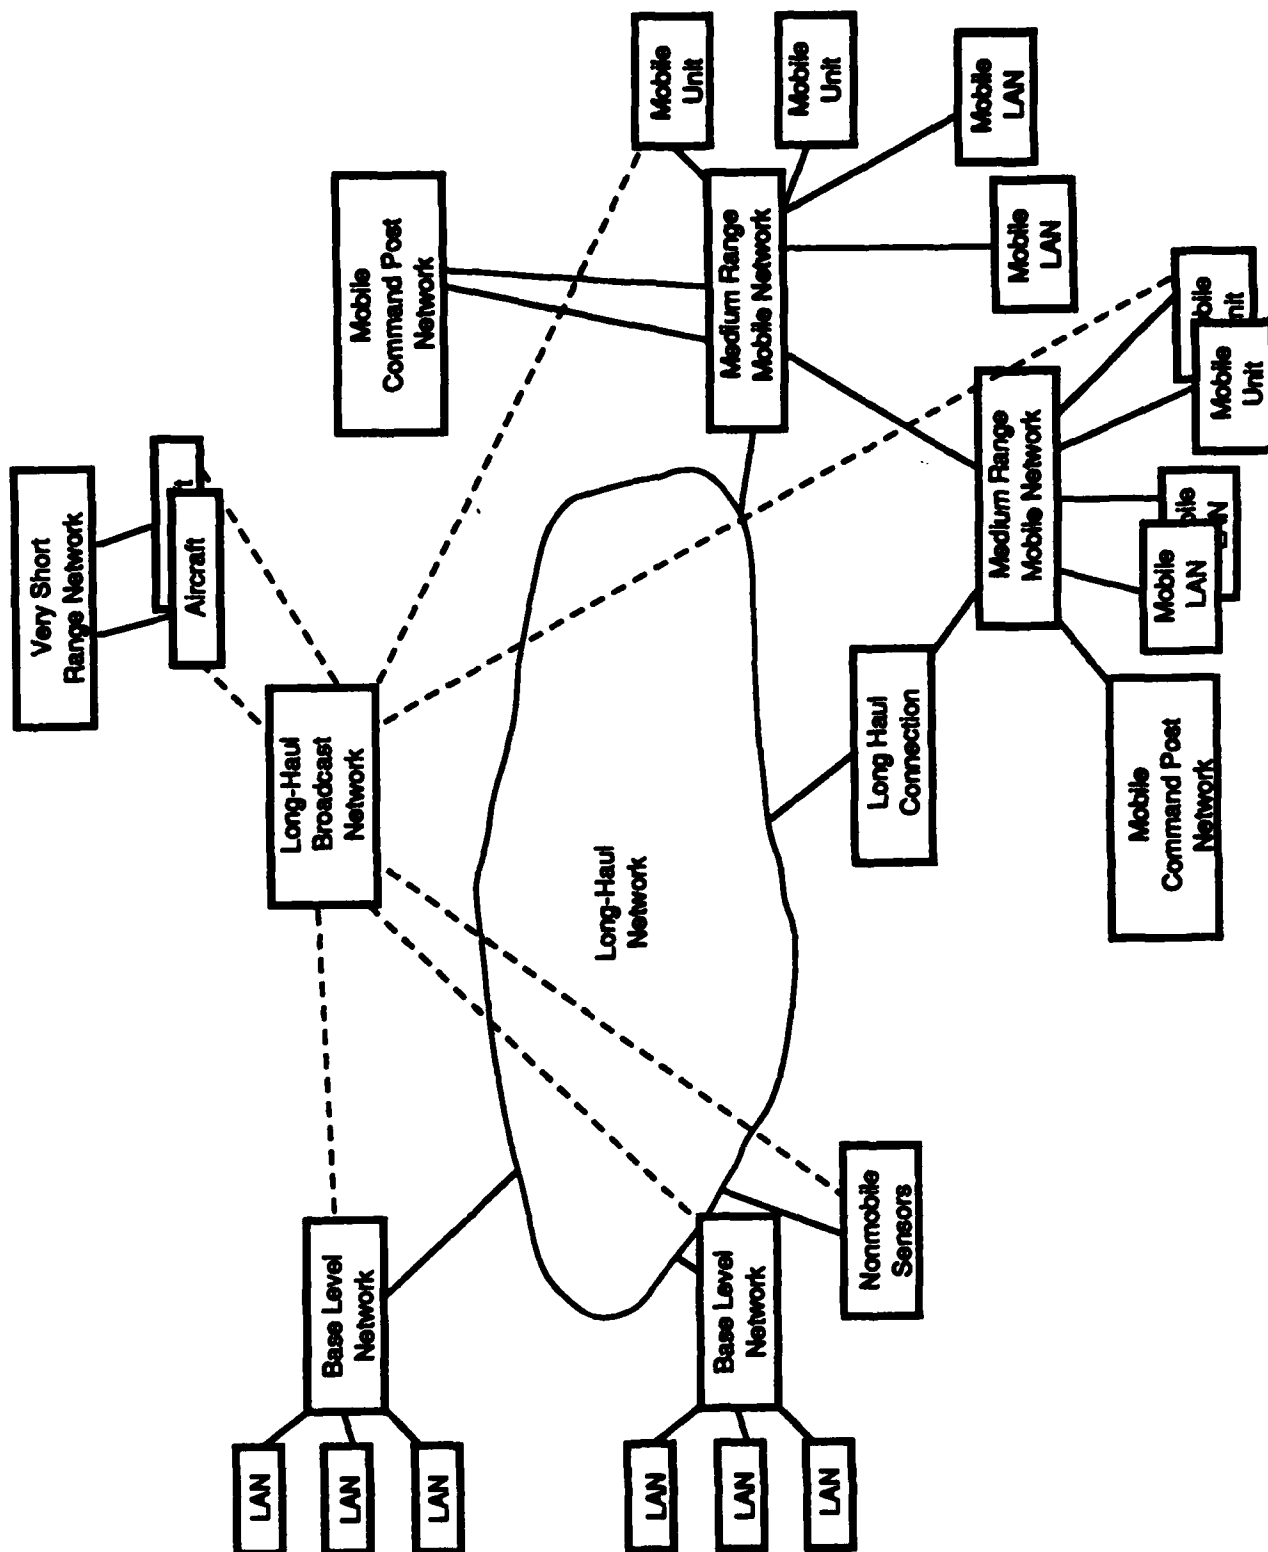 Very Short
Range Network
Aircraft
LAN
Long-Haul
Broadcast
Network
Base Level
Network
LAN
Mobile
Command Post
Network
LAN
Long-Haul
Network
LAN
Mobile
Unit
Base Level
Network
Medium Range
Mobile Network
LAN
Mobile
Unit
LAN
Nonmobile
Sensors
Long Haul
Connection
Mobile
LAN
Medium Range
Mobile Network
Mobile
LAN
Mobile
Command Post
Network
Mobile
LAN
Mobile
Unit